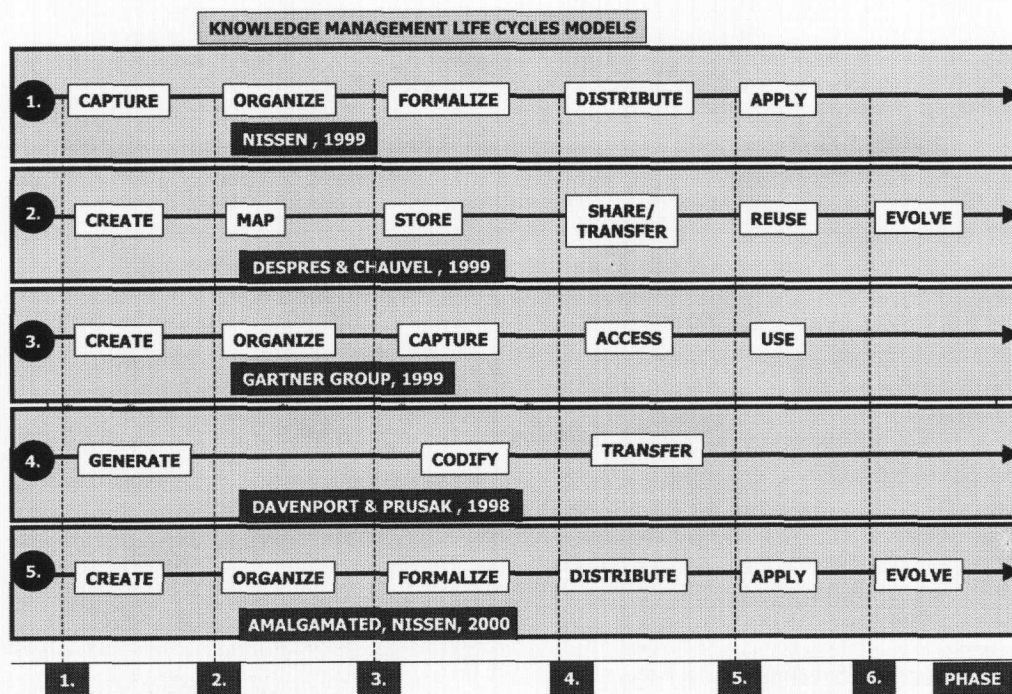 KNOWLEDGE MANAGEMENT LIFE CYCLES MODELS
1. CAPTURE ORGANIZE FORMALIZE DISTRIBUTE APPLY
NISSEN , 1999
2. CREATE MAP STORE SHARE/ TRANSFER REUSE EVOLVE
DESPRES & CHAUVEL , 1999
3. CREATE ORGANIZE CAPTURE ACCESS USE
GARTNER GROUP, 1999
4. GENERATE CODIFY TRANSFER
DAVENPORT & PRUSAK , 1998
5. CREATE ORGANIZE FORMALIZE DISTRIBUTE APPLY EVOLVE
AMALGAMATED, NISSEN, 2000
1. 2. 3. 4. 5. 6. PHASE